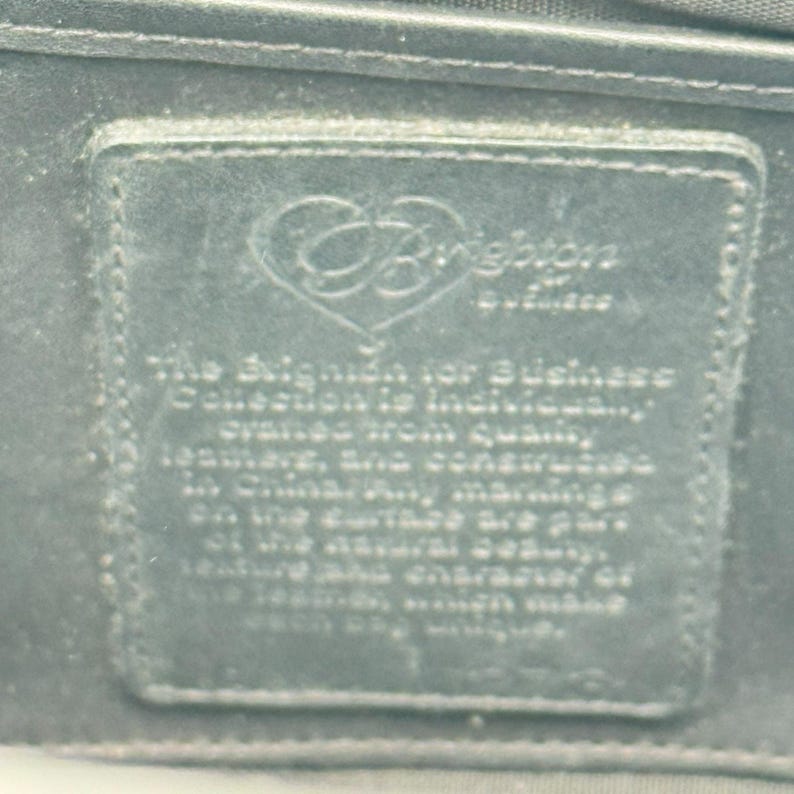 Brighton
business
The Brighton for Business
Collection is individually
crafted from quality
leathers, and constructed
in China. Any markings
on the surface are part
of the natural beauty,
texture and character of
the leather, which make
each bag unique.